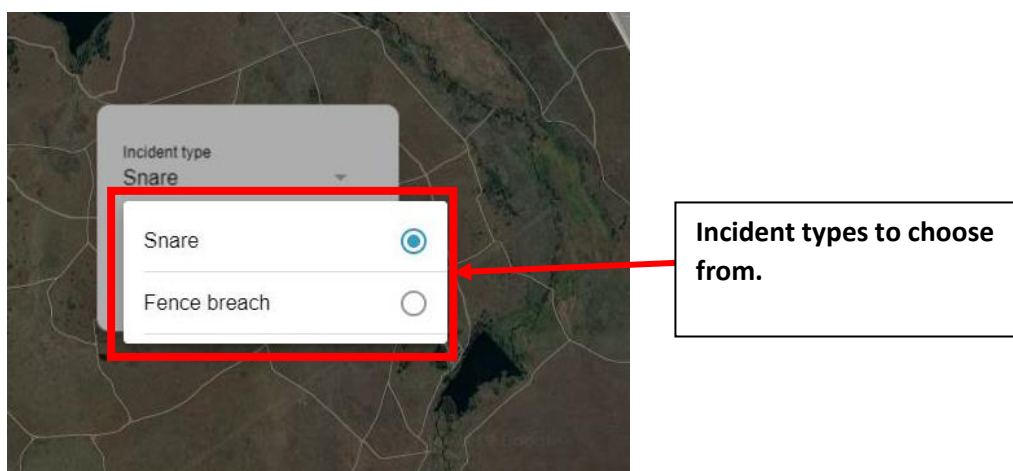 Incident type
Snare
Snare
Fence breach
Incident types to choose
from.